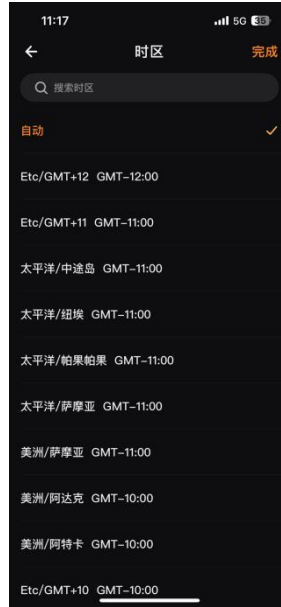 11:17 5G 36
时区 完成
搜索时区
自动
Etc/GMT+12 GMT-12:00
Etc/GMT+11 GMT-11:00
太平洋/中途岛 GMT-11:00
太平洋/纽埃 GMT-11:00
太平洋/帕果帕果 GMT-11:00
太平洋/萨摩亚 GMT-11:00
美洲/萨摩亚 GMT-11:00
美洲/阿达克 GMT-10:00
美洲/阿特卡 GMT-10:00
Etc/GMT+10 GMT-10:00